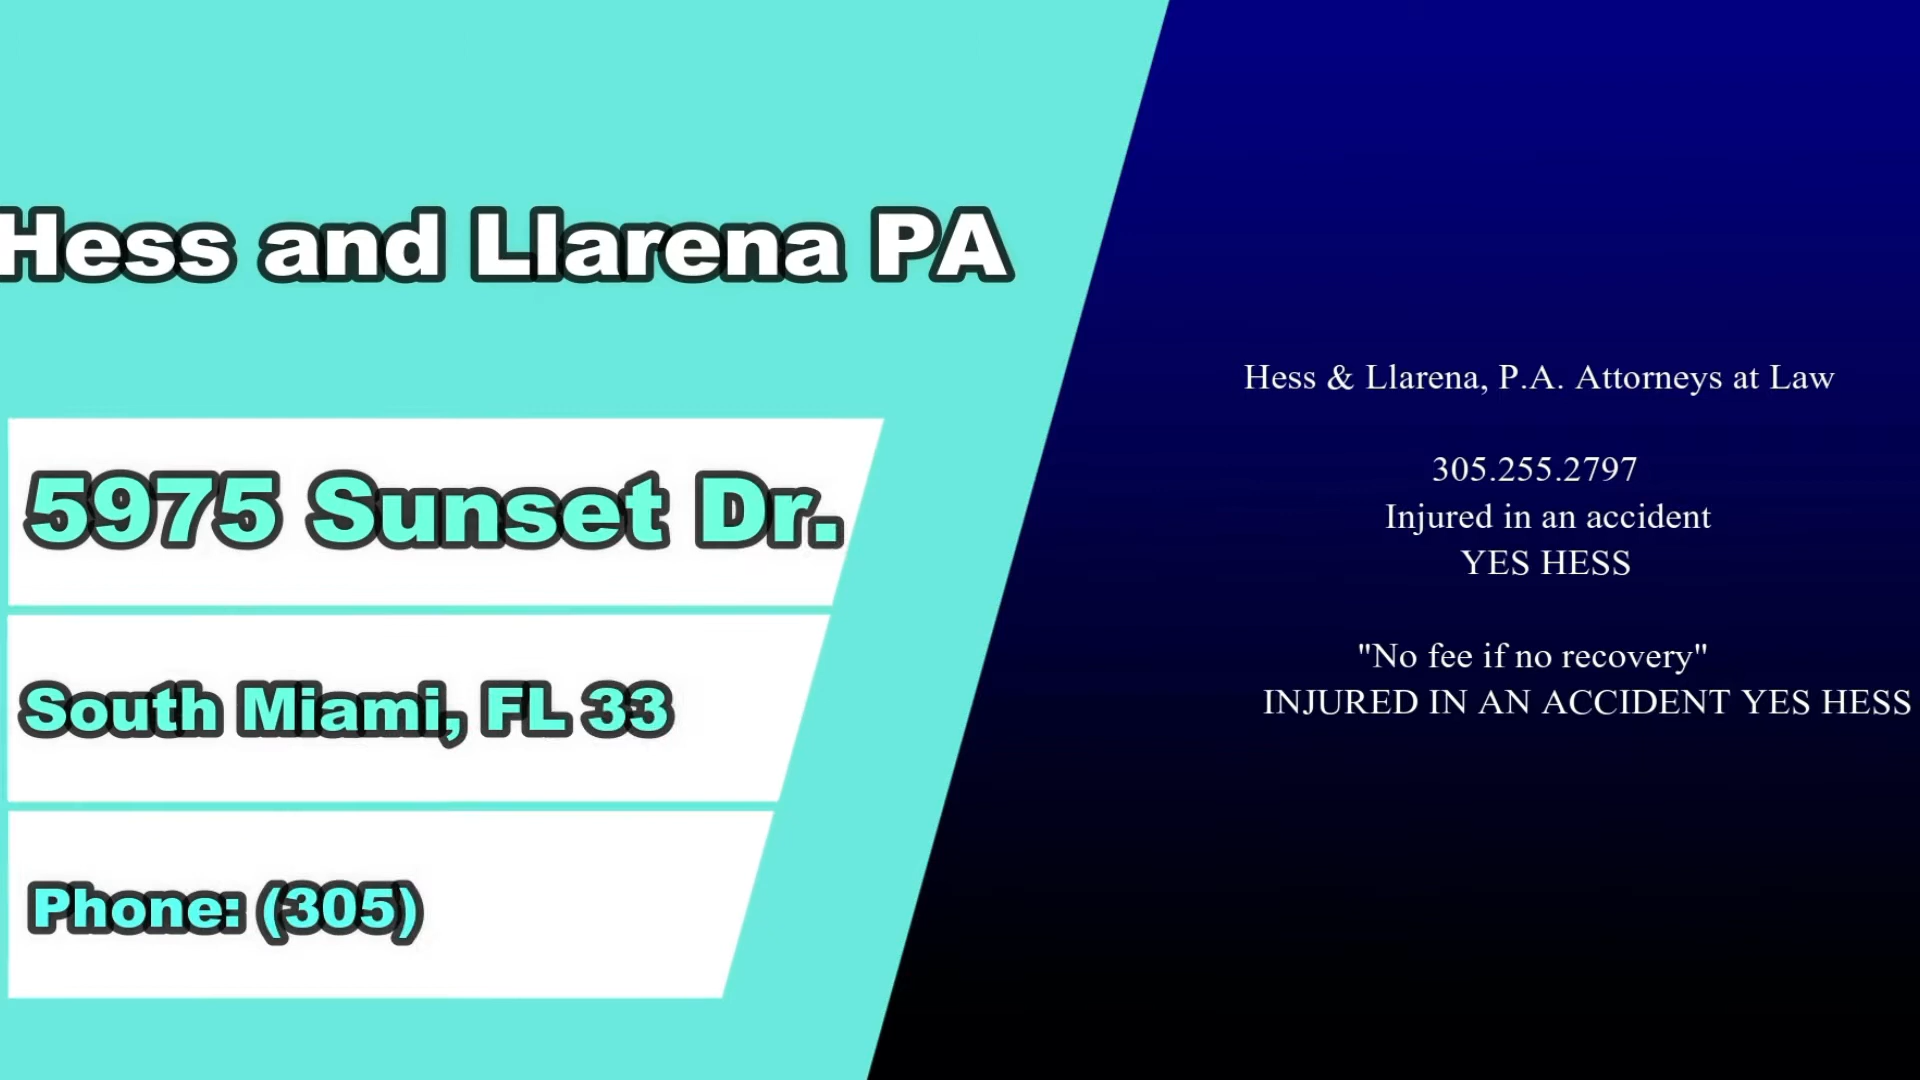 Hess and Llarena PA
5975 Sunset Dr.
South Miami, FL 33
Phone: (305)
Hess & Llarena, P.A. Attorneys at Law
305.255.2797
Injured in an accident
YES HESS
"No fee if no recovery"
INJURED IN AN ACCIDENT YES HESS